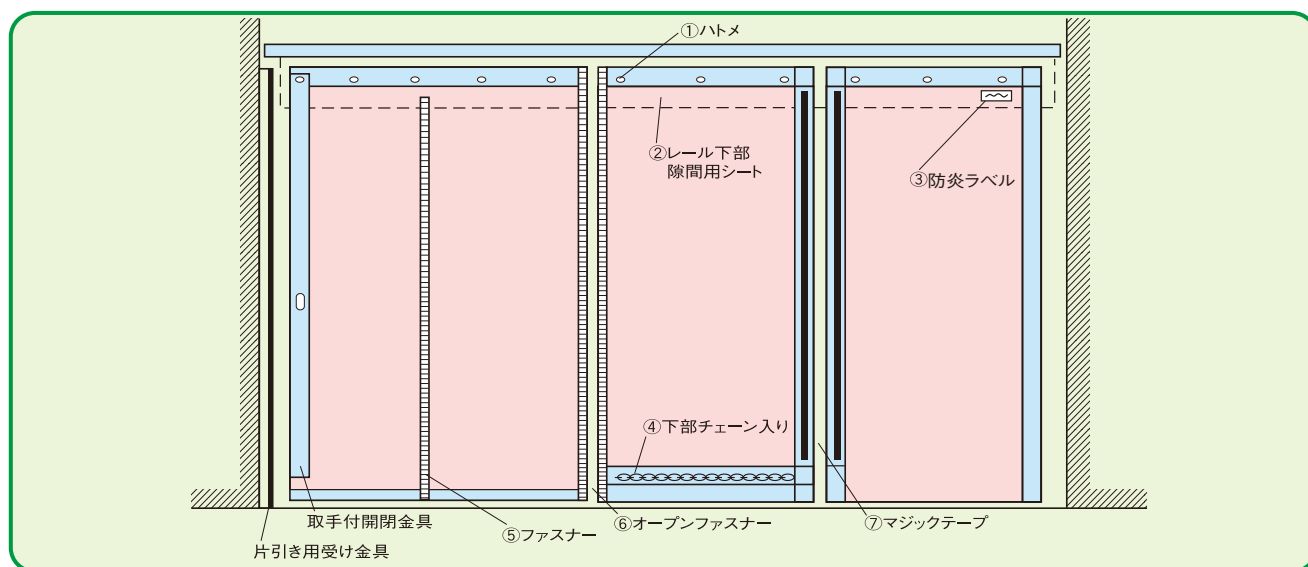 ①ハトメ
②レール下部
隙間用シート
③防炎ラベル
④下部チェーン入り
取手付開閉金具
⑤ファスナー
⑥オープンファスナー
⑦マジックテープ
片引き用受け金具